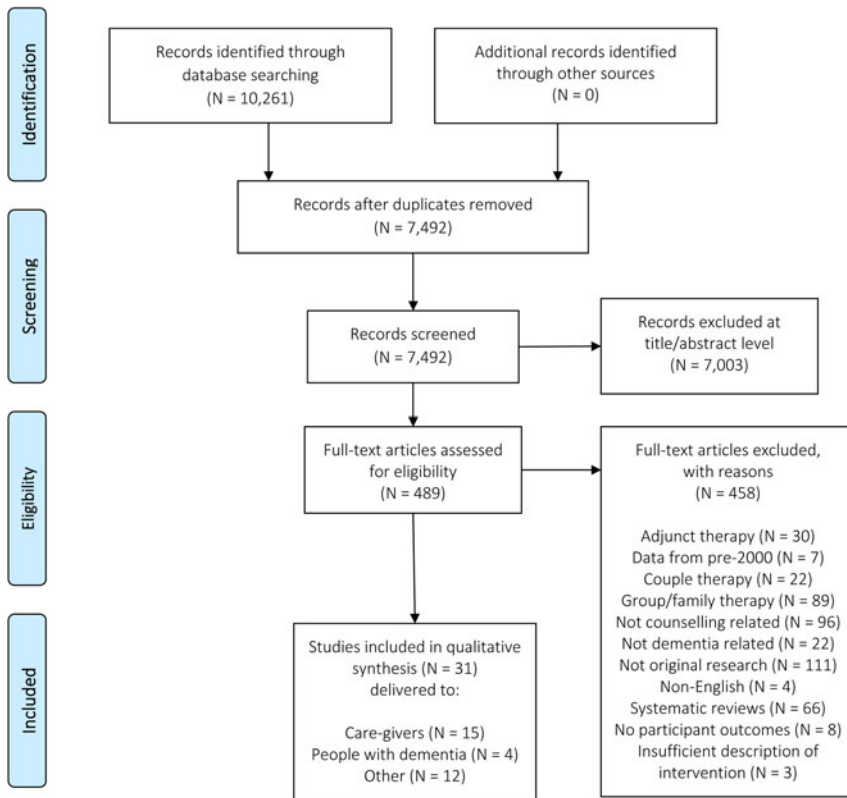 Identification
Records identified through
database searching
(N = 10,261)
Additional records identified
through other sources
(N = 0)
Records after duplicates removed
(N = 7,492)
Screening
Records screened
(N = 7,492)
Records excluded at
title/abstract level
(N = 7,003)
Eligibility
Full-text articles assessed
for eligibility
(N = 489)
Full-text articles excluded,
with reasons
(N = 458)
Adjunct therapy (N = 30)
Data from pre-2000 (N = 7)
Couple therapy (N = 22)
Group/family therapy (N = 89)
Not counselling related (N = 96)
Not dementia related (N = 22)
Not original research (N = 111)
Non-English (N = 4)
Systematic reviews (N = 66)
No participant outcomes (N = 8)
Insufficient description of
intervention (N = 3)
Included
Studies included in qualitative
synthesis (N = 31)
delivered to:
Care-givers (N = 15)
People with dementia (N = 4)
Other (N = 12)